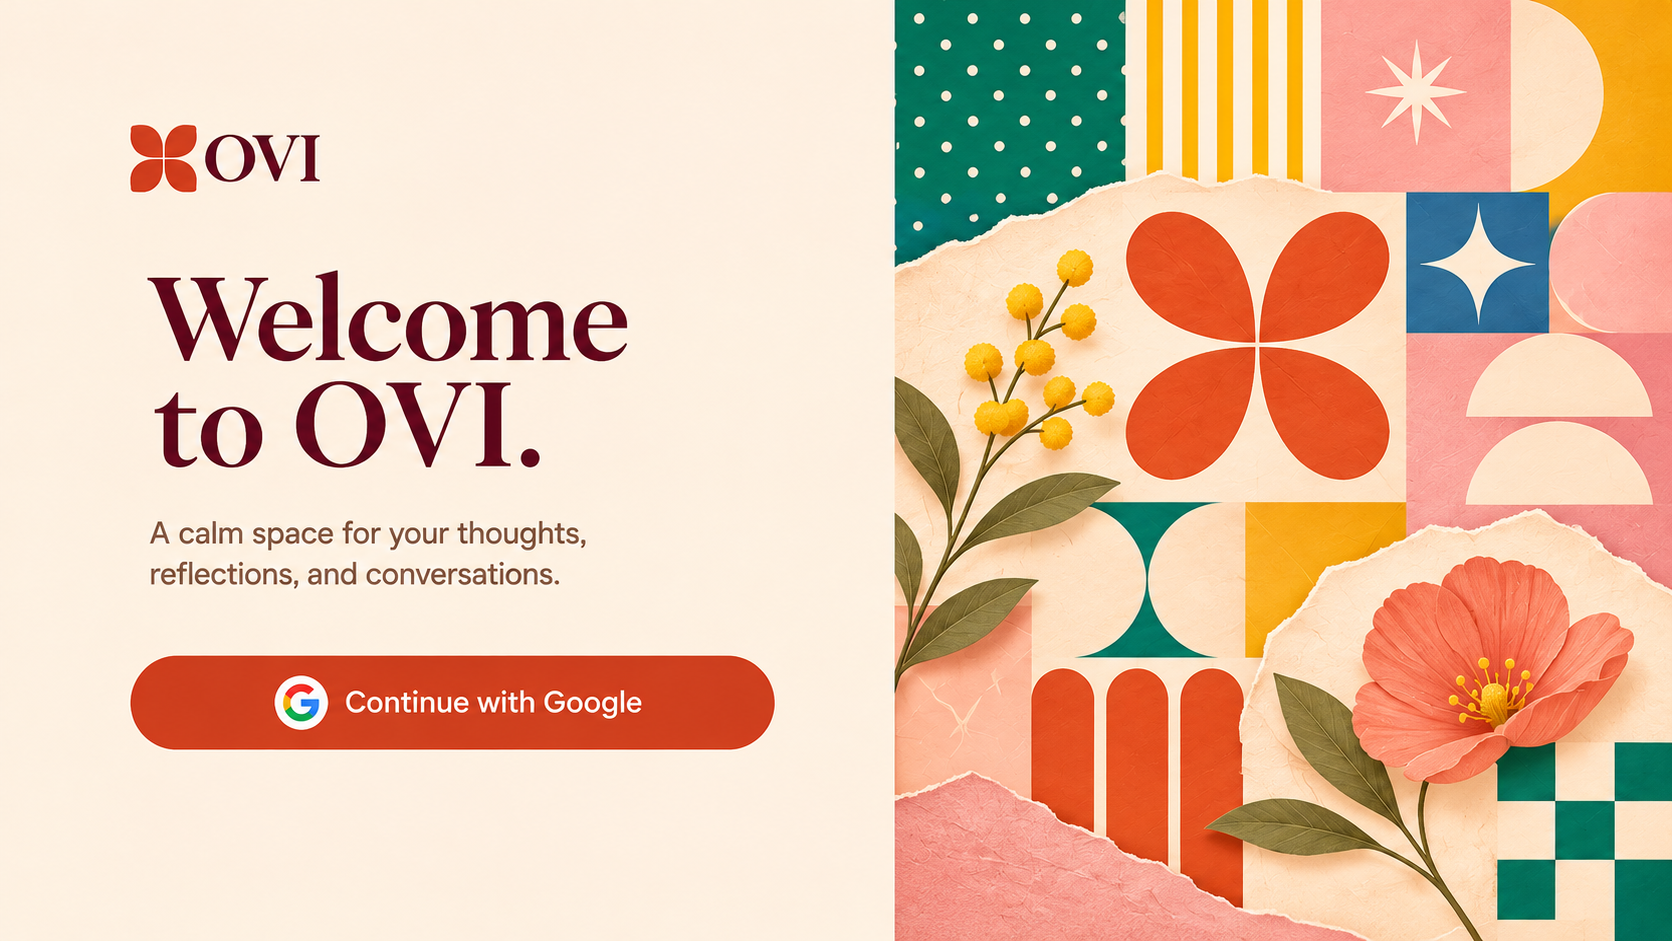 OVI
Welcome
to OVI.
A calm space for your thoughts,
reflections, and conversations.
Continue with Google